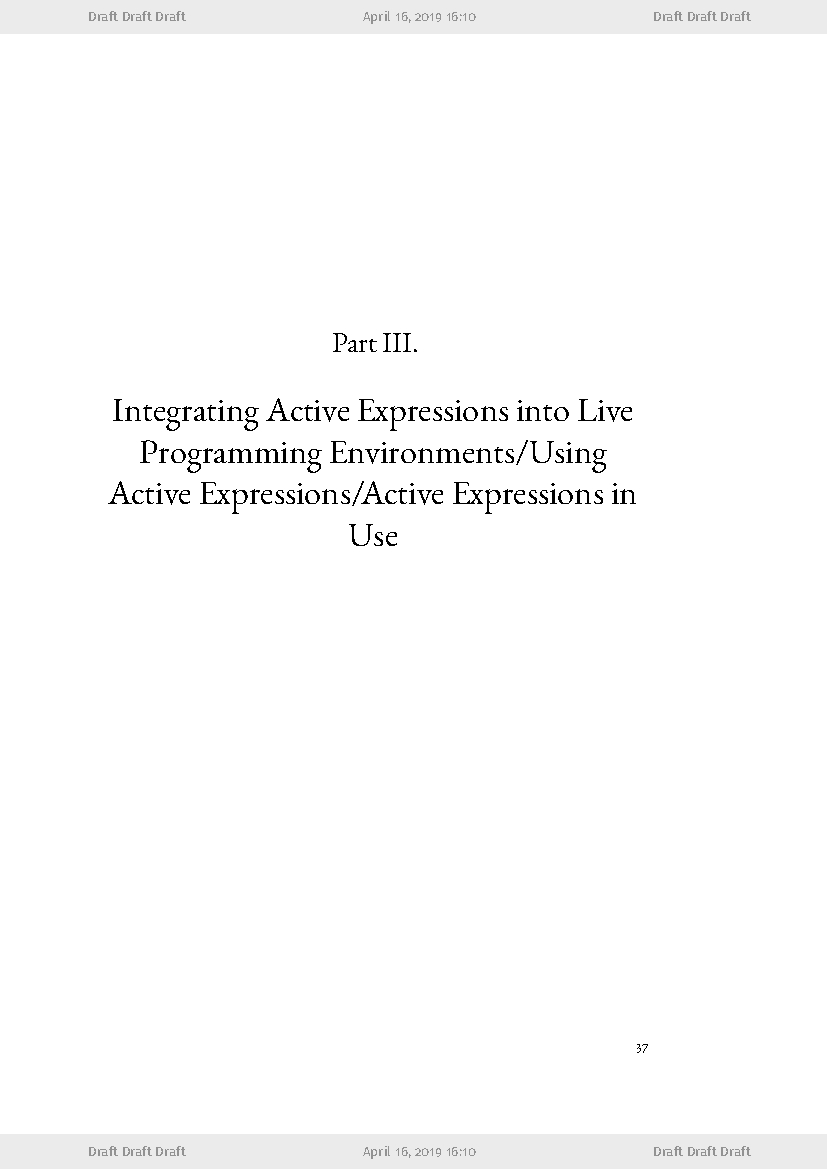 Draft Draft Draft April 16, 2019 16:10 Draft Draft Draft
Part III.
Integrating Active Expressions into Live
Programming Environments/Using
Active Expressions/Active Expressions in
Use
37
Draft Draft Draft April 16, 2019 16:10 Draft Draft Draft